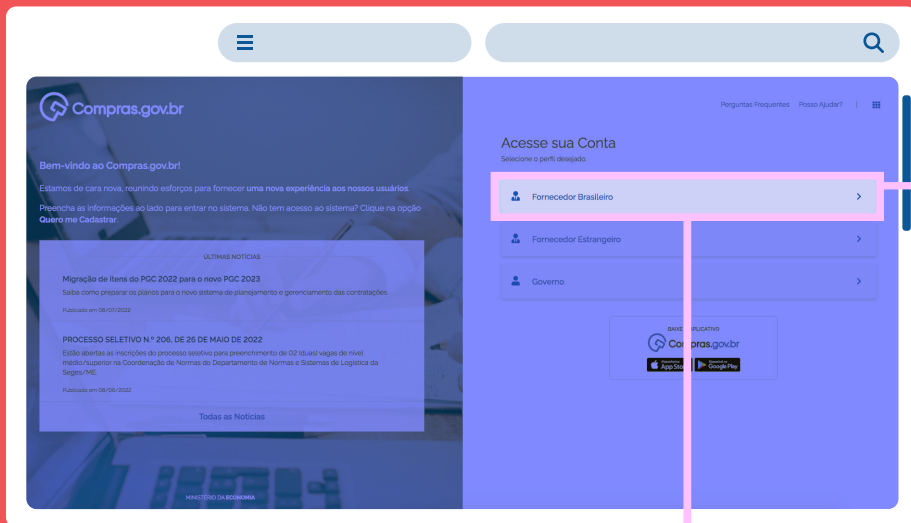 Compras.gov.br
Bem-vindo ao Compras.gov.br!
Estamos de cara nova, reunindo esforços para fornecer uma nova experiência aos nossos usuários.
Preencha as informações ao lado para entrar no sistema. Não tem acesso ao sistema? Clique na opção
Quero me Cadastrar.
ÚLTIMAS NOTÍCIAS
Migração de itens do PGC 2022 para o novo PGC 2023
Saiba como preparar os planos para o novo sistema de planejamento e gerenciamento das contratações.
Publicado em 08/07/2022
PROCESSO SELETIVO N.º 206, DE 26 DE MAIO DE 2022
Estão abertas as inscrições do processo seletivo para preenchimento de 02 (duas) vagas de nível
médio/superior na Coordenação de Normas do Departamento de Normas e Sistemas de Logística da
Seges/ME.
Publicado em 06/06/2022
Todas as Notícias
MINISTÉRIO DA ECONOMIA
Perguntas Frequentes Posso Ajudar? |
Acesse sua Conta
Selecione o perfil desejado.
Fornecedor Brasileiro
Fornecedor Estrangeiro
Governo
BAIXE APLICATIVO
Compras.gov.br
App Store Google Play